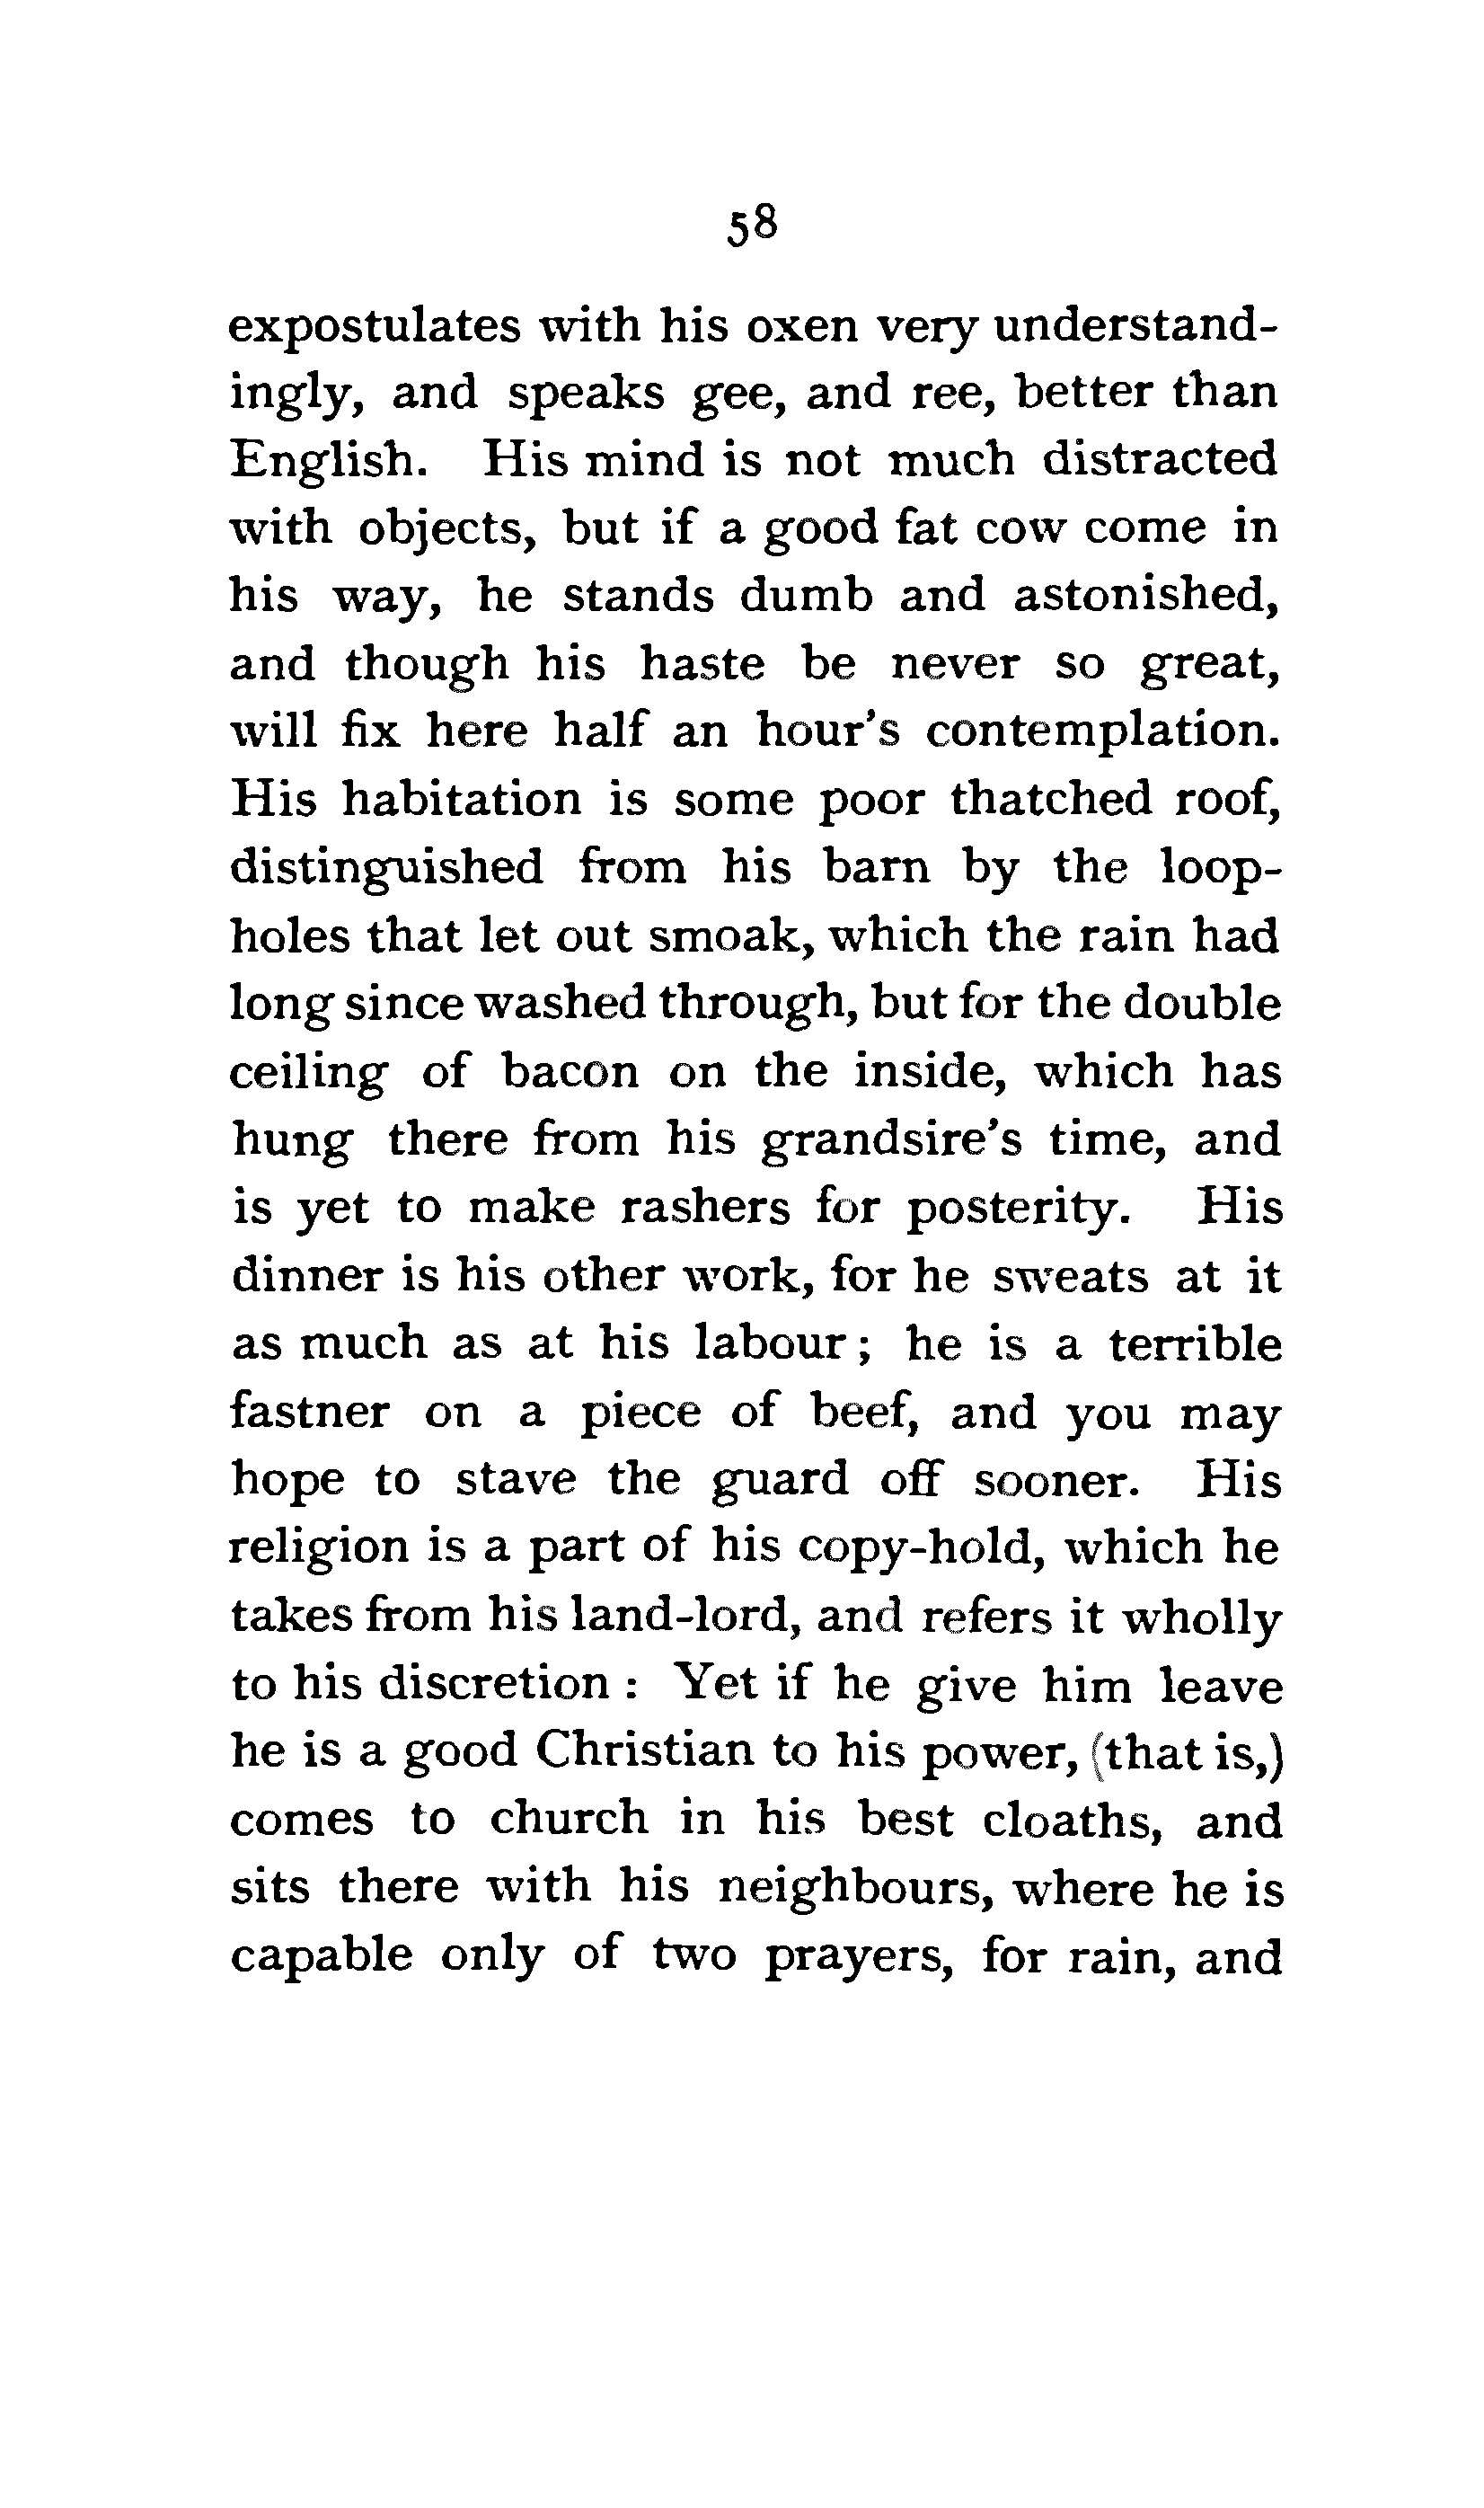 58
expostulates with his oxen very understand-
ingly, and speaks gee, and ree, better than
English. His mind is not much distracted
with objects, but if a good fat cow come in
his way, he stands dumb and astonished,
and though his haste be never so great,
will fix here half an hour's contemplation.
His habitation is some poor thatched roof,
distinguished from his barn by the loop-
holes that let out smoak, which the rain had
long since washed through, but for the double
ceiling of bacon on the inside, which has
hung there from his grandsire's time, and
is yet to make rashers for posterity. His
dinner is his other work, for he sweats at it
as much as at his labour; he is a terrible
fastner on a piece of beef, and you may
hope to stave the guard off sooner. His
religion is a part of his copy-hold, which he
takes from his land-lord, and refers it wholly
to his discretion : Yet if he give him leave
he is a good Christian to his power, (that is,)
comes to church in his best cloaths, and
sits there with his neighbours, where he is
capable only of two prayers, for rain, and